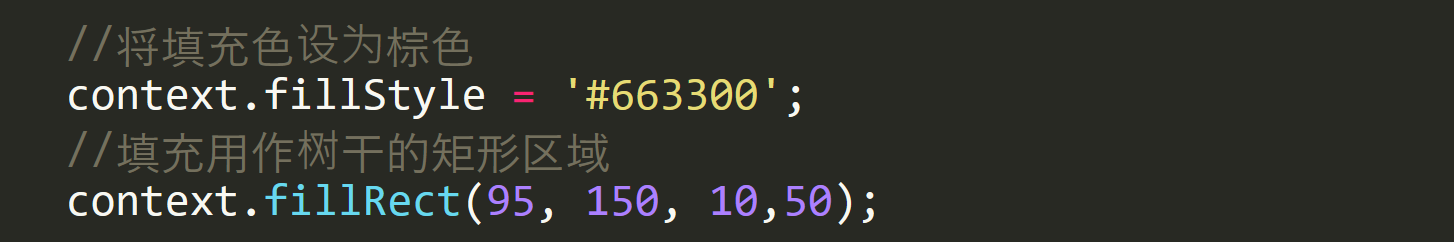 //将填充色设为棕色
context.fillStyle = '#663300';
//填充用作树干的矩形区域
context.fillRect(95, 150, 10,50);